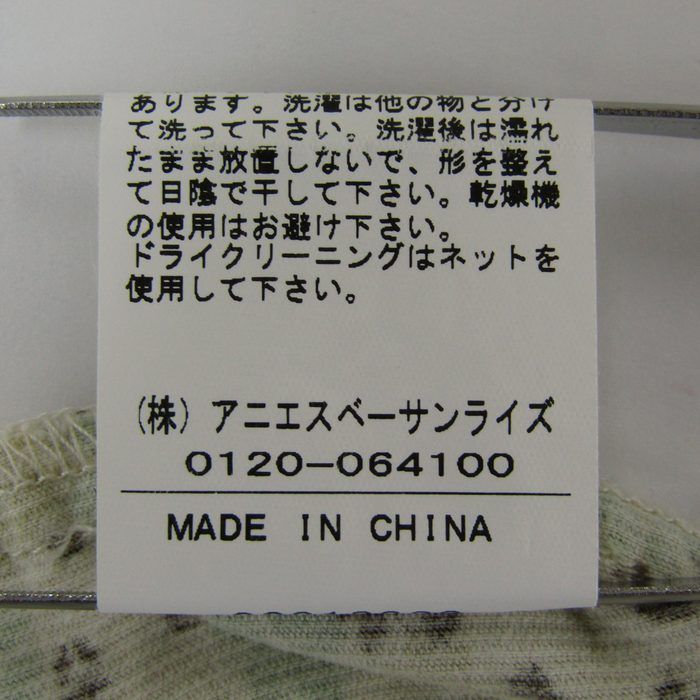 あります。洗濯は他の物と分け
て洗って下さい。洗濯後は濡れ
たまま放置しないで、形を整え
て日陰で干して下さい。乾燥機
の使用はお避け下さい。
ドライクリーニングはネットを
使用して下さい。
(株) アニエスベーサンライズ
0120-064100
MADE IN CHINA